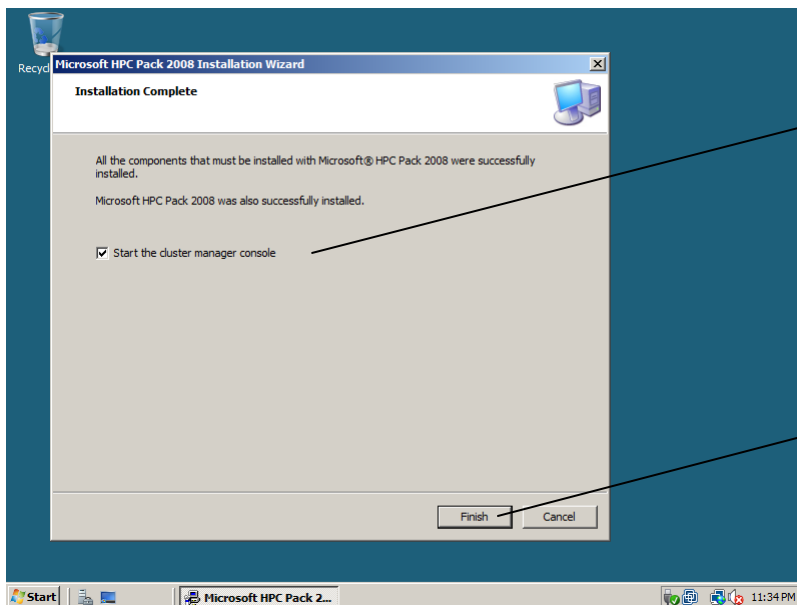 Recycl
Microsoft HPC Pack 2008 Installation Wizard
Installation Complete
All the components that must be installed with Microsoft® HPC Pack 2008 were successfully
installed.
Microsoft HPC Pack 2008 was also successfully installed.
Start the cluster manager console
Finish
Cancel
Start
Microsoft HPC Pack 2...
11:34 PM